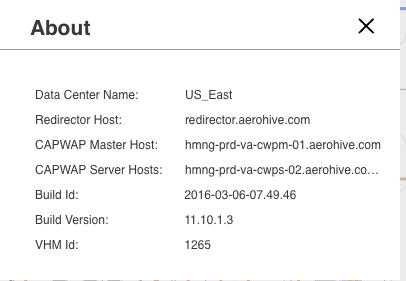 About
Data Center Name: US_East
Redirector Host: redirector.aerohive.com
CAPWAP Master Host: hmng-prd-va-cwpm-01.aerohive.com
CAPWAP Server Hosts: hmng-prd-va-cwps-02.aerohive.co...
Build Id: 2016-03-06-07.49.46
Build Version: 11.10.1.3
VHM Id: 1265